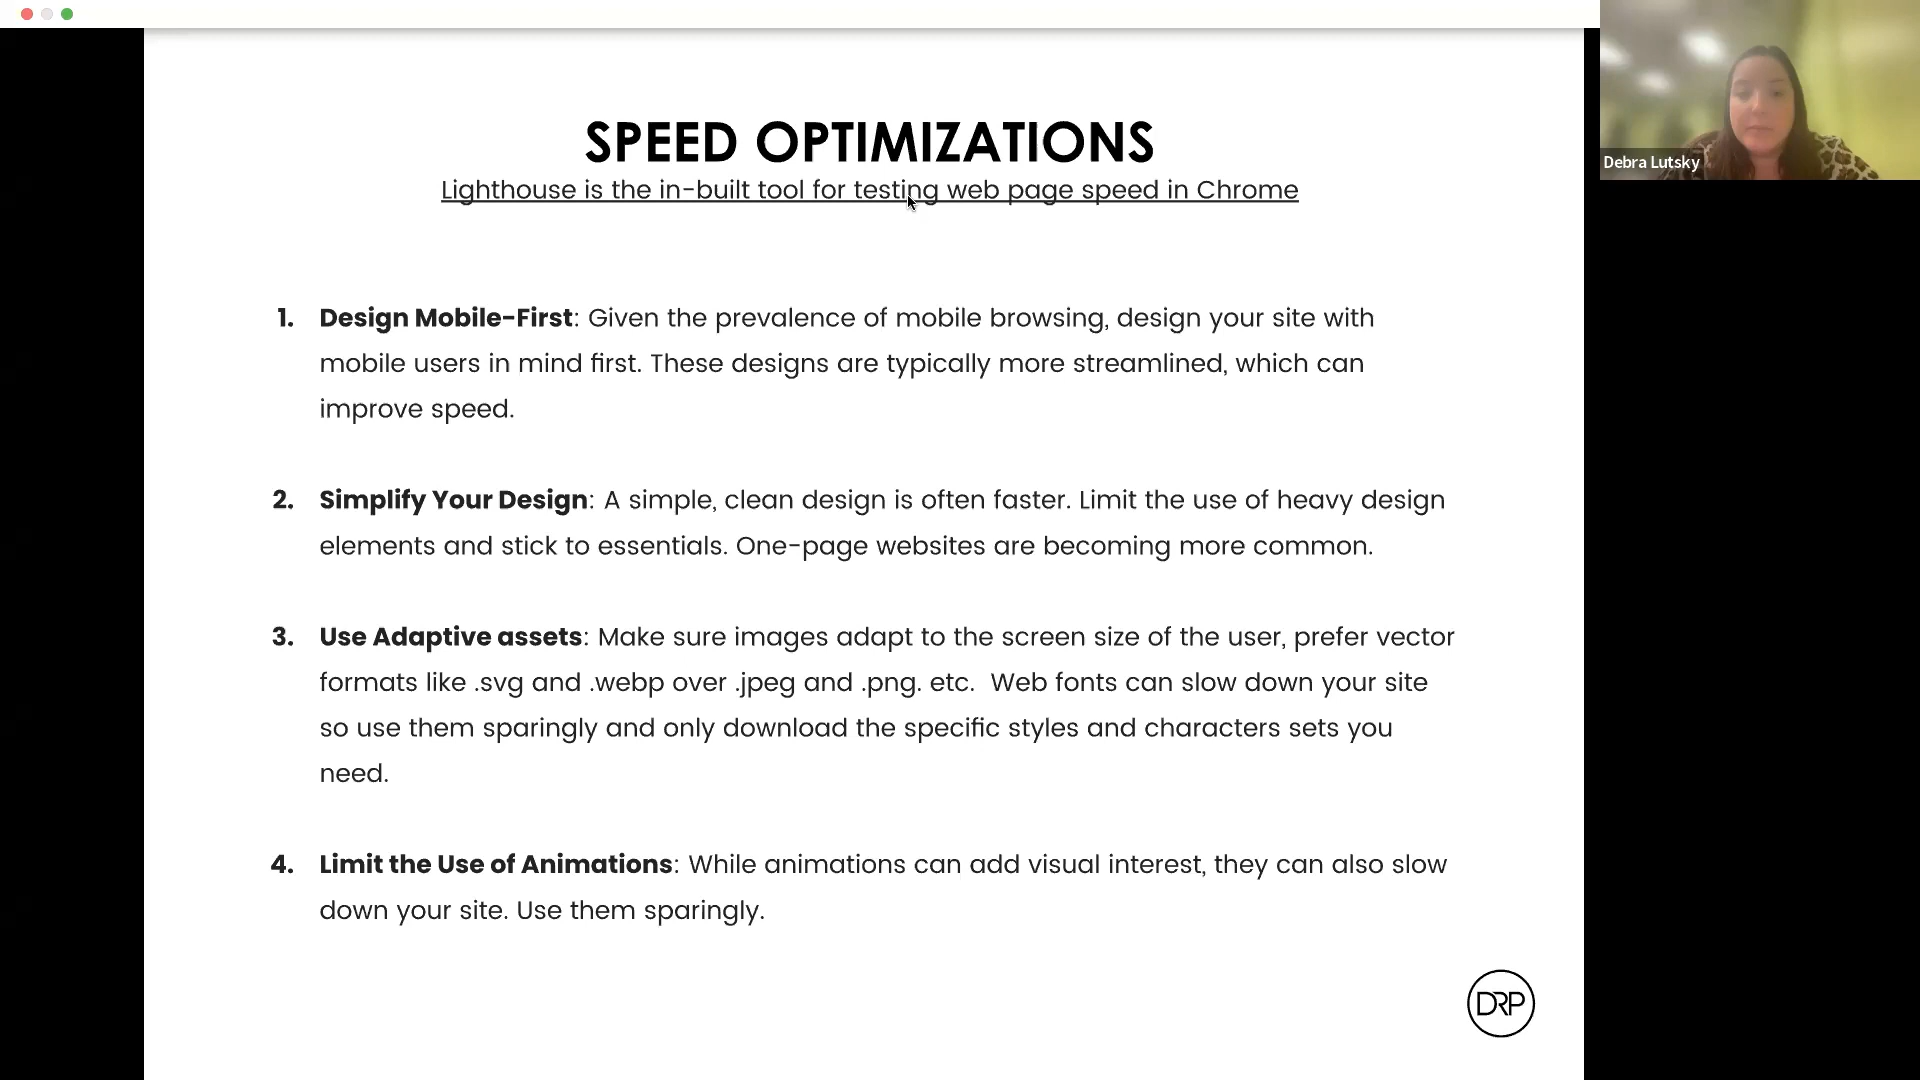 SPEED OPTIMIZATIONS
Lighthouse is the in-built tool for testing web page speed in Chrome
1. Design Mobile-First: Given the prevalence of mobile browsing, design your site with
mobile users in mind first. These designs are typically more streamlined, which can
improve speed.
2. Simplify Your Design: A simple, clean design is often faster. Limit the use of heavy design
elements and stick to essentials. One-page websites are becoming more common.
3. Use Adaptive assets: Make sure images adapt to the screen size of the user, prefer vector
formats like .svg and .webp over .jpeg and .png. etc.  Web fonts can slow down your site
so use them sparingly and only download the specific styles and characters sets you
need.
4. Limit the Use of Animations: While animations can add visual interest, they can also slow
down your site. Use them sparingly.
DRP
Debra Lutsky